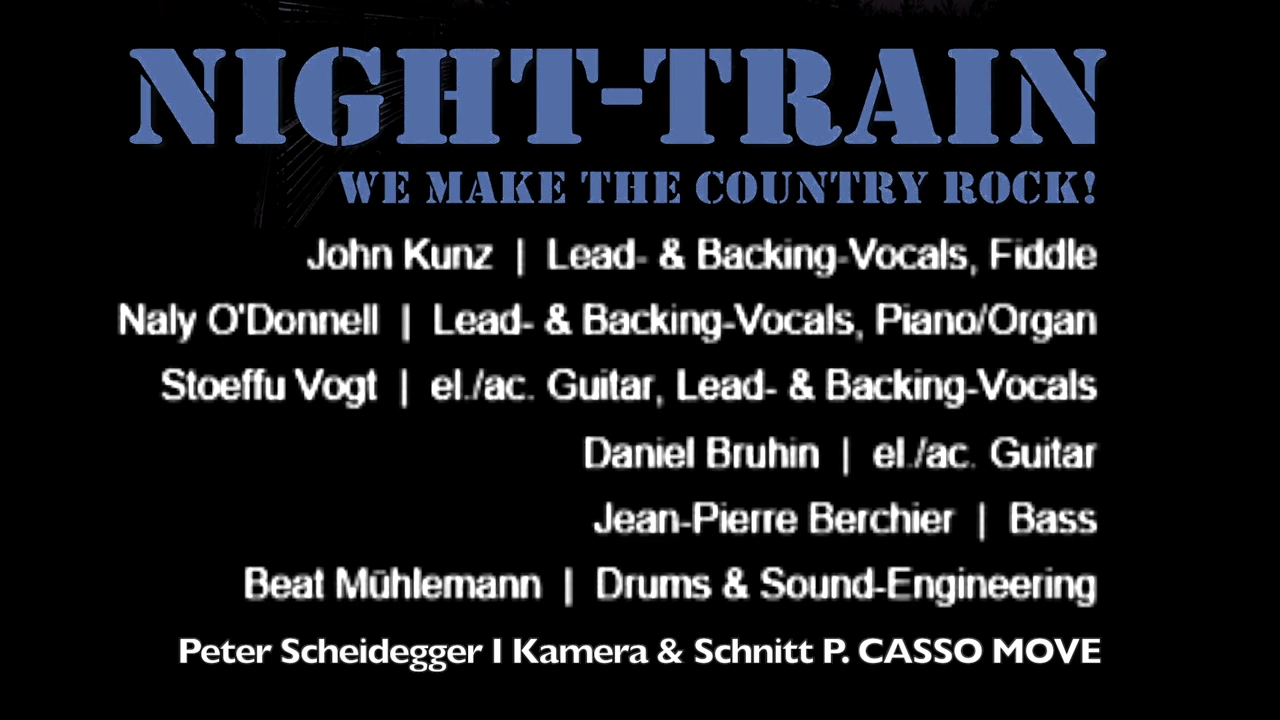 NIGHT-TRAIN
WE MAKE THE COUNTRY ROCK!
John Kunz | Lead- & Backing-Vocals, Fiddle
Naly O'Donnell | Lead- & Backing-Vocals, Piano/Organ
Stoeffu Vogt | el./ac. Guitar, Lead- & Backing-Vocals
Daniel Bruhin | el./ac. Guitar
Jean-Pierre Berchier | Bass
Beat Mühlemann | Drums & Sound-Engineering
Peter Scheidegger I Kamera & Schnitt P. CASSO MOVE